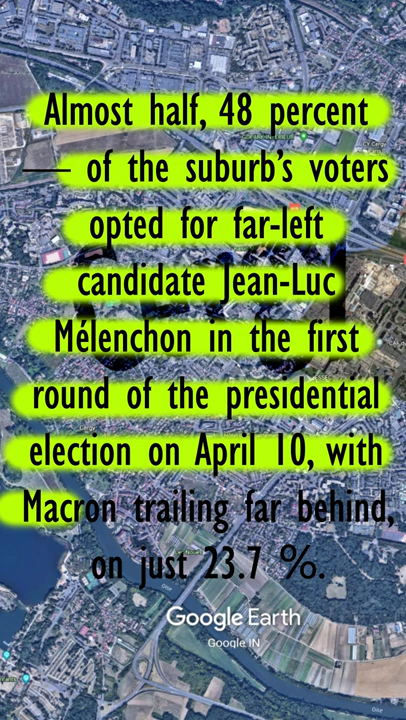 Almost half, 48 percent
— of the suburb's voters
opted for far-left
candidate Jean-Luc
Mélenchon in the first
round of the presidential
election on April 10, with
Macron trailing far behind,
on just 23.7 %.
Google Earth
Google IN